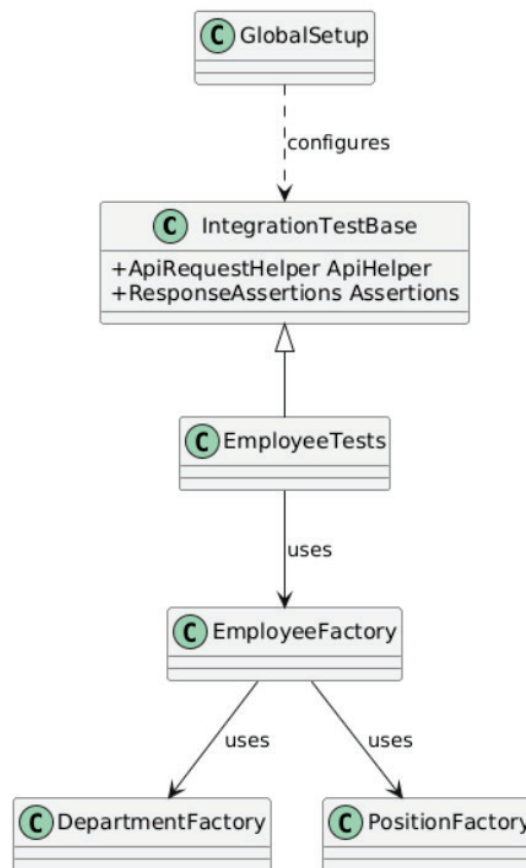 C GlobalSetup
configures
C IntegrationTestBase
+ApiRequestHelper ApiHelper
+ResponseAssertions Assertions
C EmployeeTests
uses
C EmployeeFactory
uses
uses
C DepartmentFactory
C PositionFactory